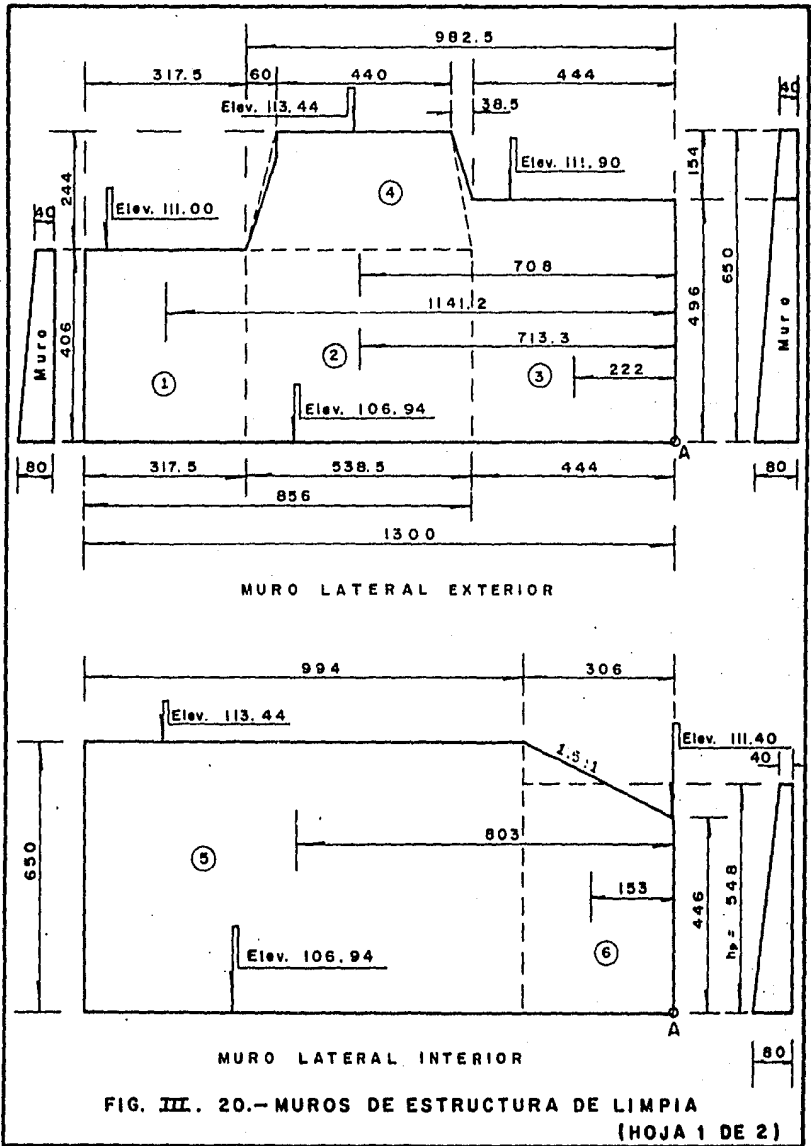 982.5
317.5
60
440
444
Elev. 113.44
38.5
40
Elev. 111.90
154
244
4
Elev. 111.00
40
708
650
1141.2
496
Muro
406
2
713.3
Muro
1
3
222
Elev. 106.94
A
80
317.5
538.5
444
80
856
1300
MURO LATERAL EXTERIOR
994
306
Elev. 113.44
Elev. 111.40
1.5:1
40
803
650
5
153
446
hp = 548
Elev. 106.94
6
A
MURO LATERAL INTERIOR
80
FIG. III. 20.-MUROS DE ESTRUCTURA DE LIMPIA
(HOJA 1 DE 2)